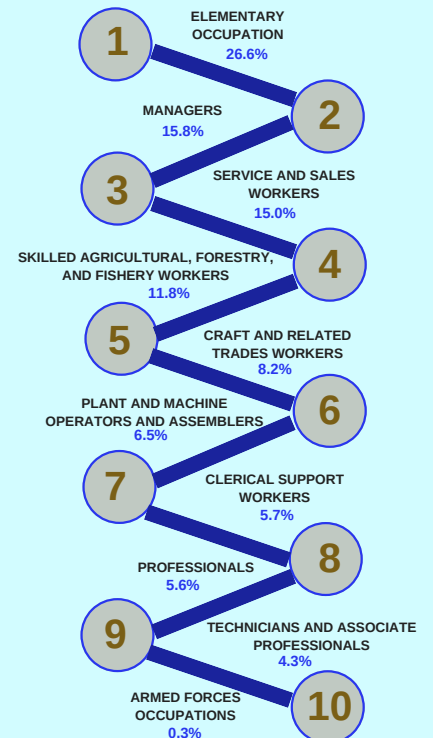 1
ELEMENTARY
OCCUPATION
26.6%
2
MANAGERS
15.8%
3
SERVICE AND SALES
WORKERS
15.0%
4
SKILLED AGRICULTURAL, FORESTRY,
AND FISHERY WORKERS
11.8%
5
CRAFT AND RELATED
TRADES WORKERS
8.2%
6
PLANT AND MACHINE
OPERATORS AND ASSEMBLERS
6.5%
7
CLERICAL SUPPORT
WORKERS
5.7%
8
PROFESSIONALS
5.6%
9
TECHNICIANS AND ASSOCIATE
PROFESSIONALS
4.3%
10
ARMED FORCES
OCCUPATIONS
0.3%